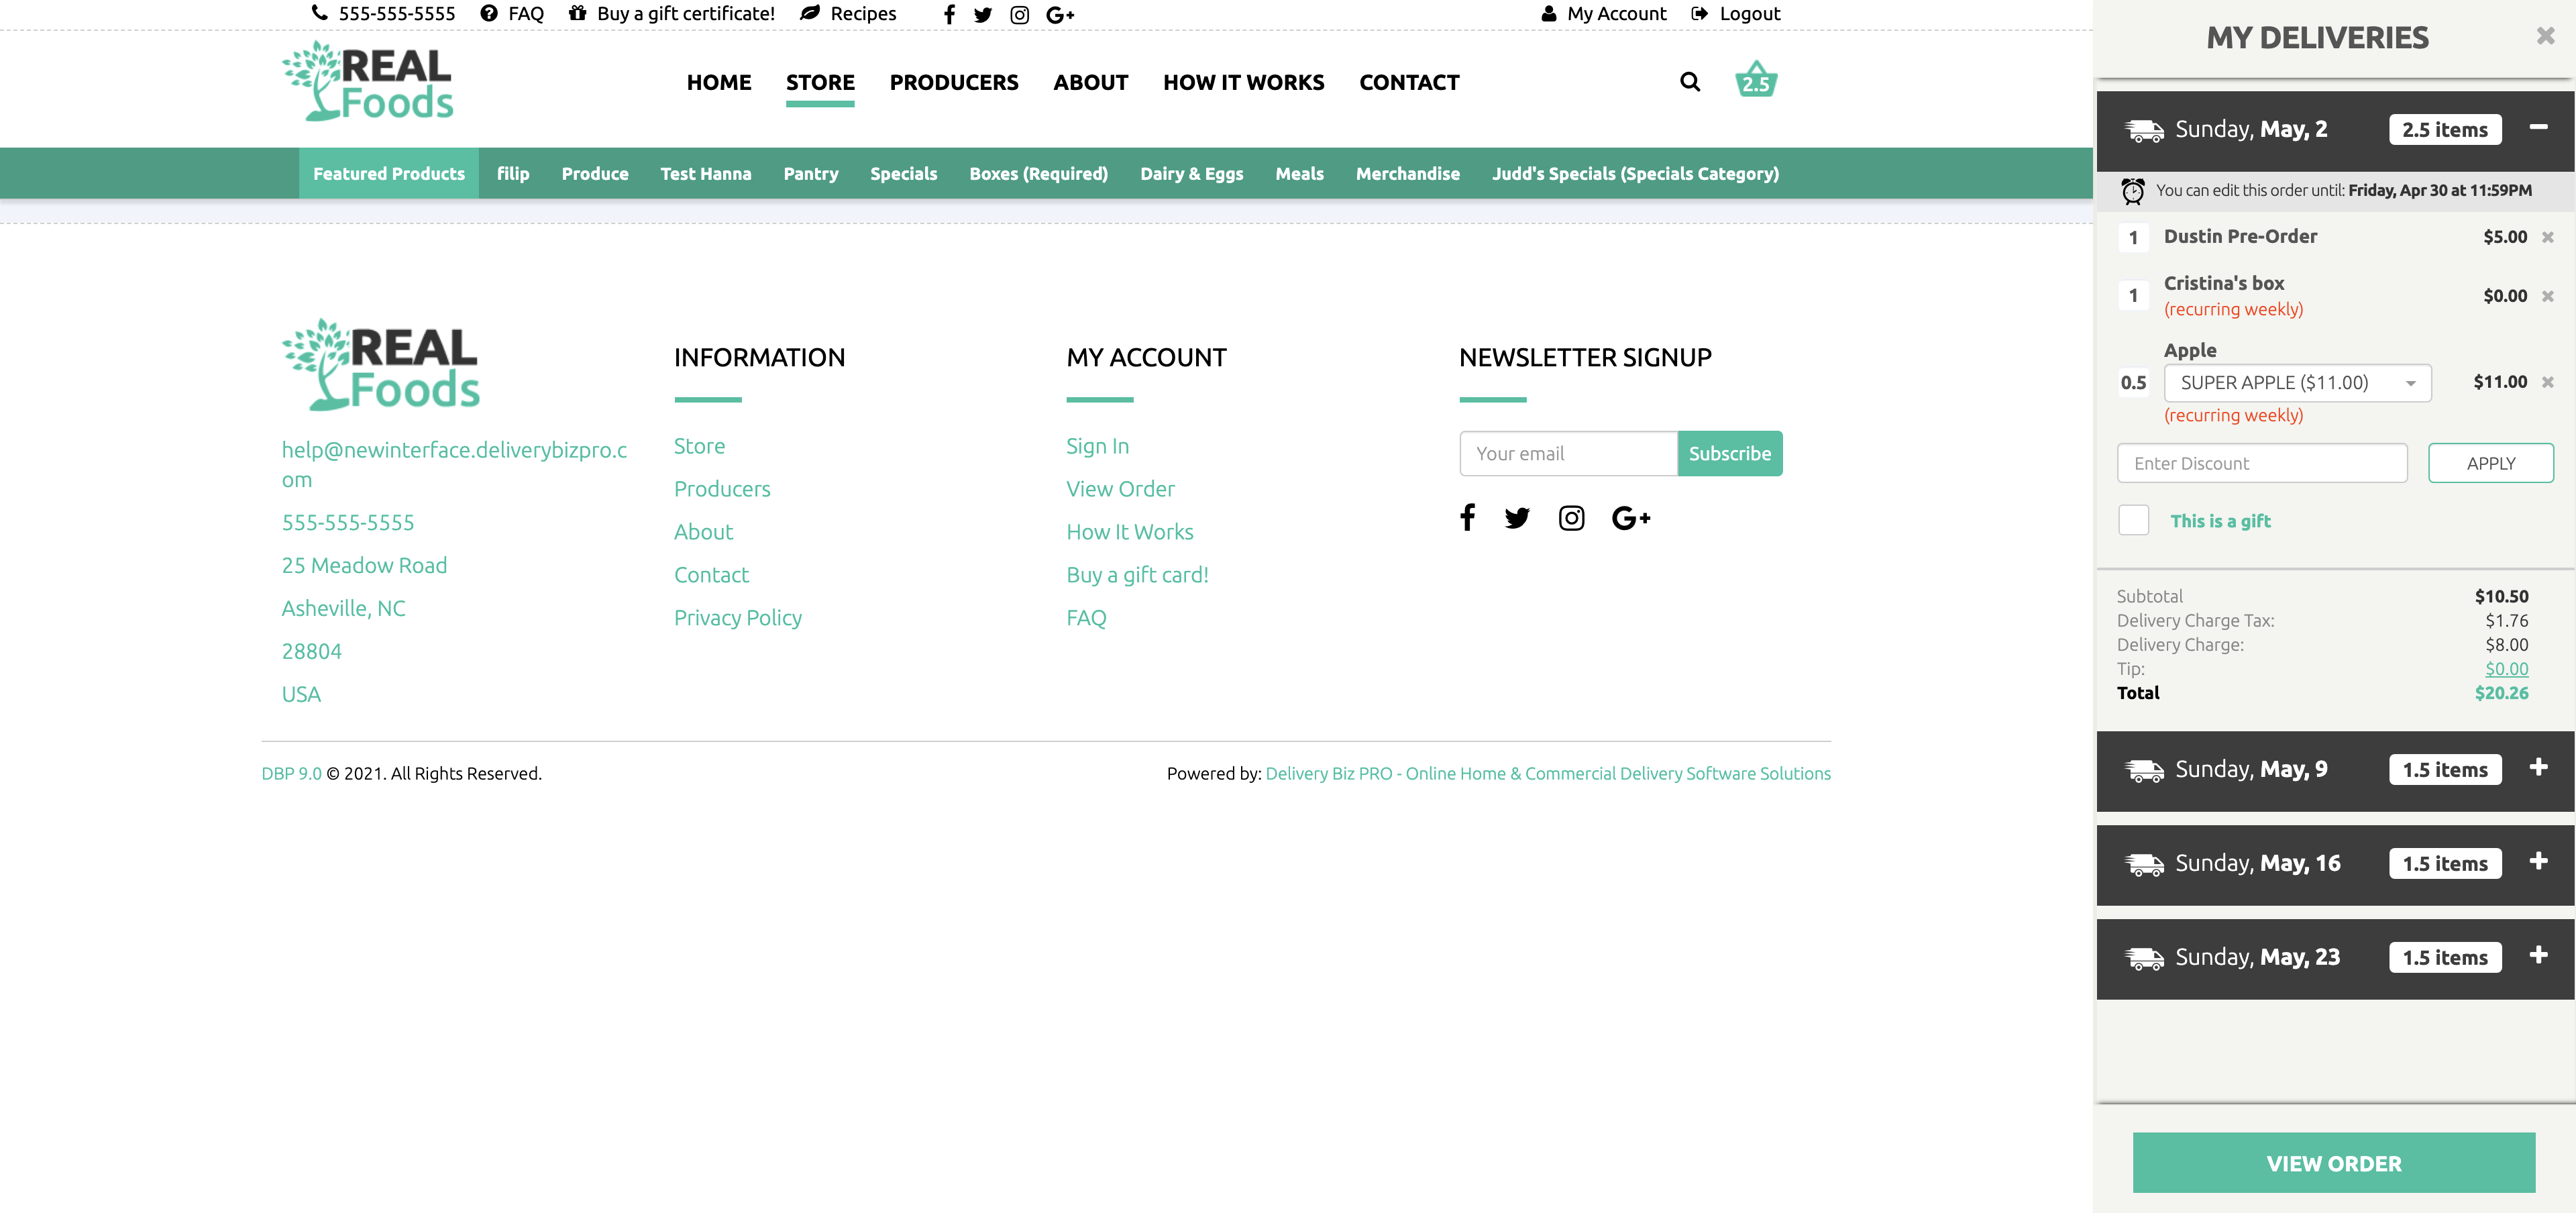 555-555-5555 FAQ Buy a gift certificate! Recipes G+ My Account Logout
REAL
Foods
HOME STORE PRODUCERS ABOUT HOW IT WORKS CONTACT 2.5
Featured Products filip Produce Test Hanna Pantry Specials Boxes (Required) Dairy & Eggs Meals Merchandise Judd's Specials (Specials Category)
REAL
Foods
help@newinterface.deliverybizpro.c
om
555-555-5555
25 Meadow Road
Asheville, NC
28804
USA
INFORMATION
Store
Producers
About
Contact
Privacy Policy
MY ACCOUNT
Sign In
View Order
How It Works
Buy a gift card!
FAQ
NEWSLETTER SIGNUP
Your email Subscribe
G+
DBP 9.0 © 2021. All Rights Reserved.
Powered by: Delivery Biz PRO - Online Home & Commercial Delivery Software Solutions
MY DELIVERIES
Sunday, May, 2 2.5 items
You can edit this order until: Friday, Apr 30 at 11:59PM
1 Dustin Pre-Order $5.00
1 Cristina's box $0.00
(recurring weekly)
Apple
0.5 SUPER APPLE ($11.00) $11.00
(recurring weekly)
Enter Discount APPLY
This is a gift
Subtotal $10.50
Delivery Charge Tax: $1.76
Delivery Charge: $8.00
Tip: $0.00
Total $20.26
Sunday, May, 9 1.5 items
Sunday, May, 16 1.5 items
Sunday, May, 23 1.5 items
VIEW ORDER